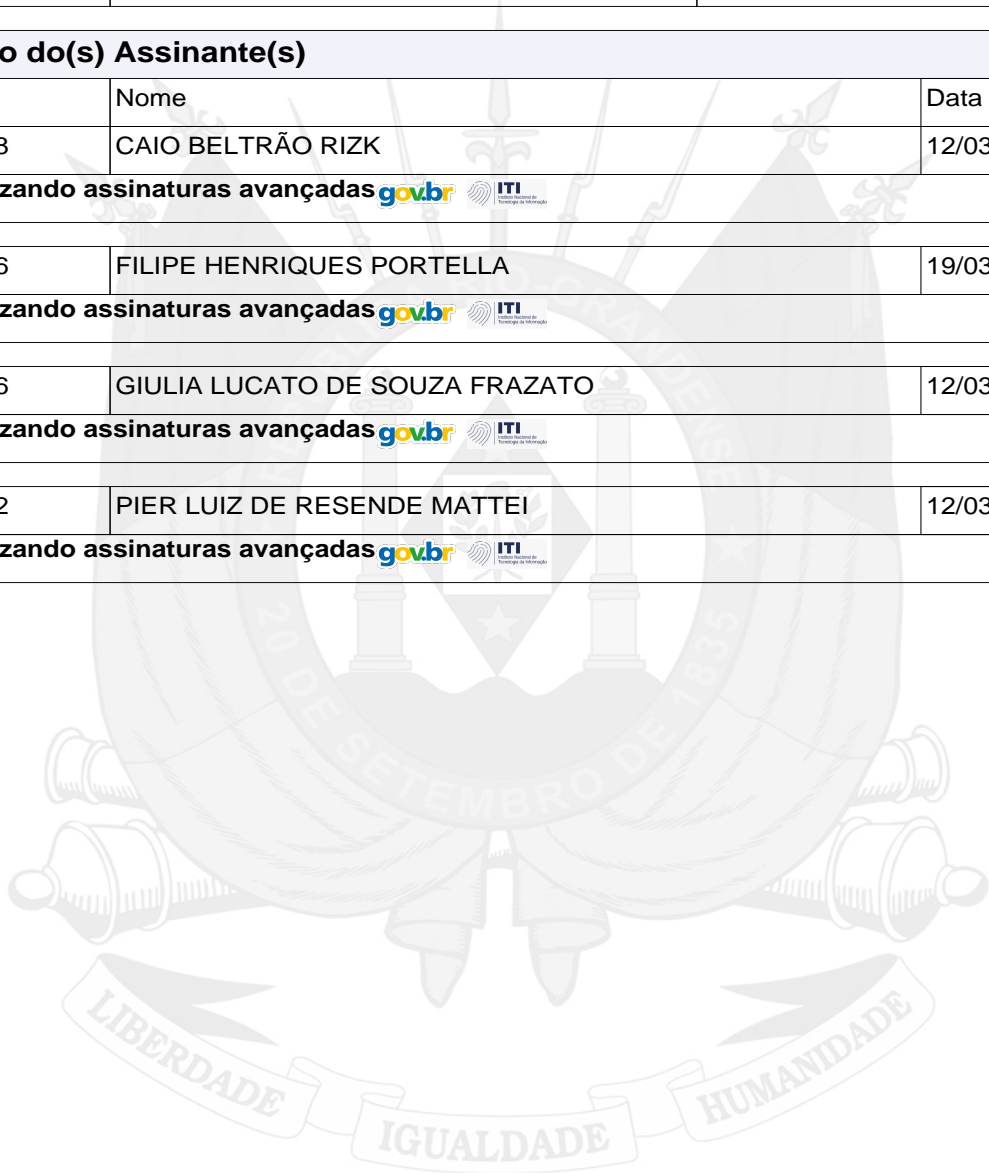 o do(s) Assinante(s)
Nome Data
3 CAIO BELTRÃO RIZK 12/03
zando assinaturas avançadas gov.br ITI
6 FILIPE HENRIQUES PORTELLA 19/03
zando assinaturas avançadas gov.br ITI
6 GIULIA LUCATO DE SOUZA FRAZATO 12/03
zando assinaturas avançadas gov.br ITI
2 PIER LUIZ DE RESENDE MATTEI 12/03
zando assinaturas avançadas gov.br ITI
REPÚBLICA RIO-GRANDENSE
20 DE SETEMBRO DE 1835
LIBERDADE IGUALDADE HUMANIDADE